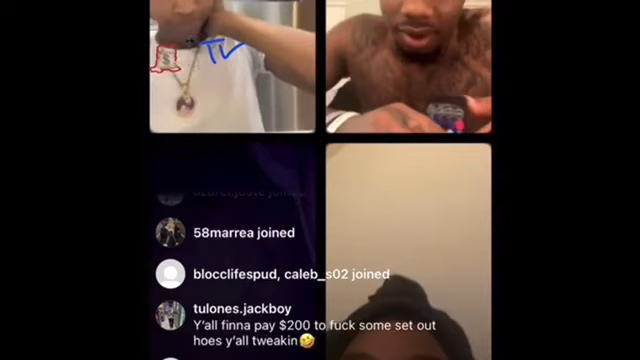 TV
$
58marrea joined
blocclifespud, caleb_s02 joined
tulones.jackboy
Y'all finna pay $200 to fuck some set out
hoes y'all tweakin🤣